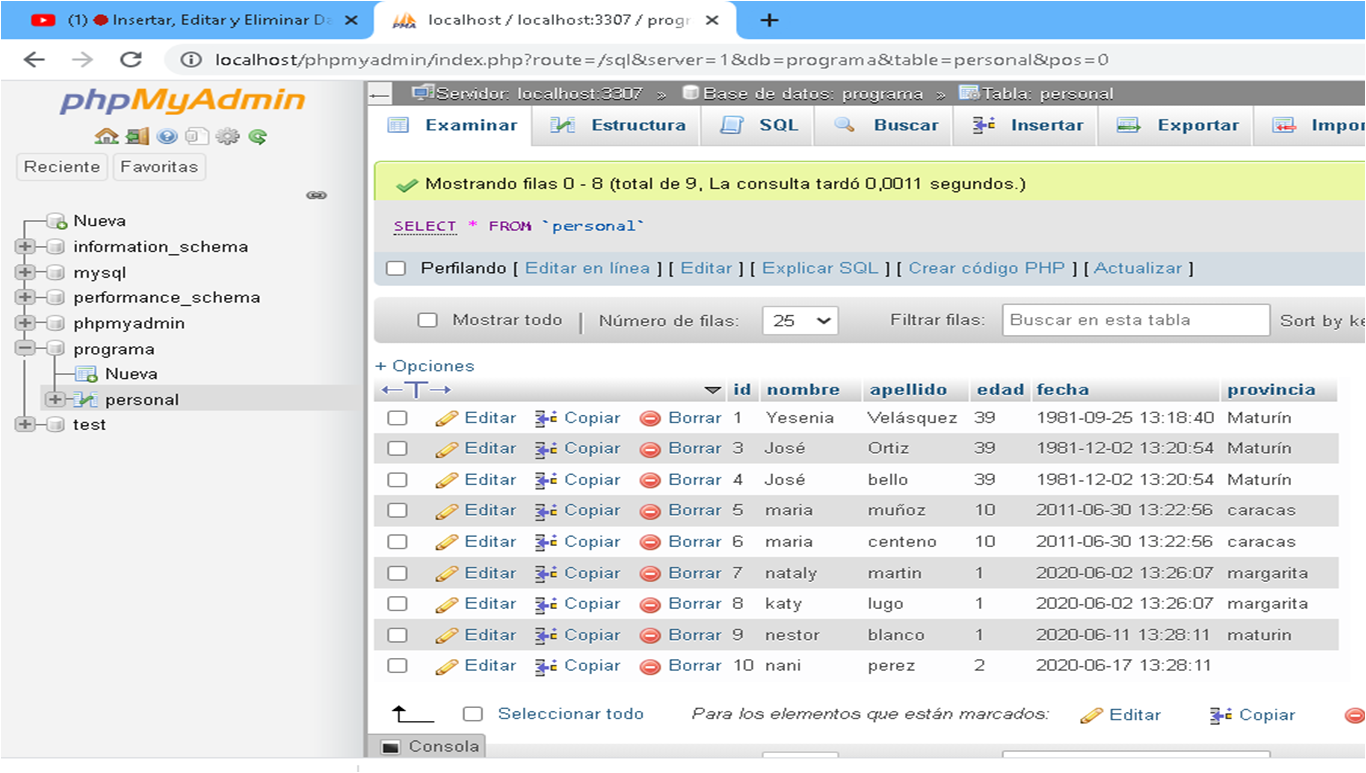 (1) Insertar, Editar y Eliminar Da
localhost / localhost:3307 / progr
localhost/phpmyadmin/index.php?route=/sql&server=1&db=programa&table=personal&pos=0
phpMyAdmin
Reciente Favoritas
Nueva
information_schema
mysql
performance_schema
phpmyadmin
programa
Nueva
personal
test
Servidor: localhost:3307 » Base de datos: programa » Tabla: personal
Examinar Estructura SQL Buscar Insertar Exportar Impor
Mostrando filas 0 - 8 (total de 9, La consulta tardó 0,0011 segundos.)
SELECT * FROM `personal`
Perfilando [ Editar en línea ] [ Editar ] [ Explicar SQL ] [ Crear código PHP ] [ Actualizar ]
Mostrar todo | Número de filas: 25 Filtrar filas: Buscar en esta tabla Sort by ke
+ Opciones
←T→ id nombre apellido edad fecha provincia
Editar Copiar Borrar 1 Yesenia Velásquez 39 1981-09-25 13:18:40 Maturín
Editar Copiar Borrar 3 José Ortiz 39 1981-12-02 13:20:54 Maturín
Editar Copiar Borrar 4 José bello 39 1981-12-02 13:20:54 Maturín
Editar Copiar Borrar 5 maria muñoz 10 2011-06-30 13:22:56 caracas
Editar Copiar Borrar 6 maria centeno 10 2011-06-30 13:22:56 caracas
Editar Copiar Borrar 7 nataly martin 1 2020-06-02 13:26:07 margarita
Editar Copiar Borrar 8 katy lugo 1 2020-06-02 13:26:07 margarita
Editar Copiar Borrar 9 nestor blanco 1 2020-06-11 13:28:11 maturin
Editar Copiar Borrar 10 nani perez 2 2020-06-17 13:28:11
Seleccionar todo Para los elementos que están marcados: Editar Copiar
Consola